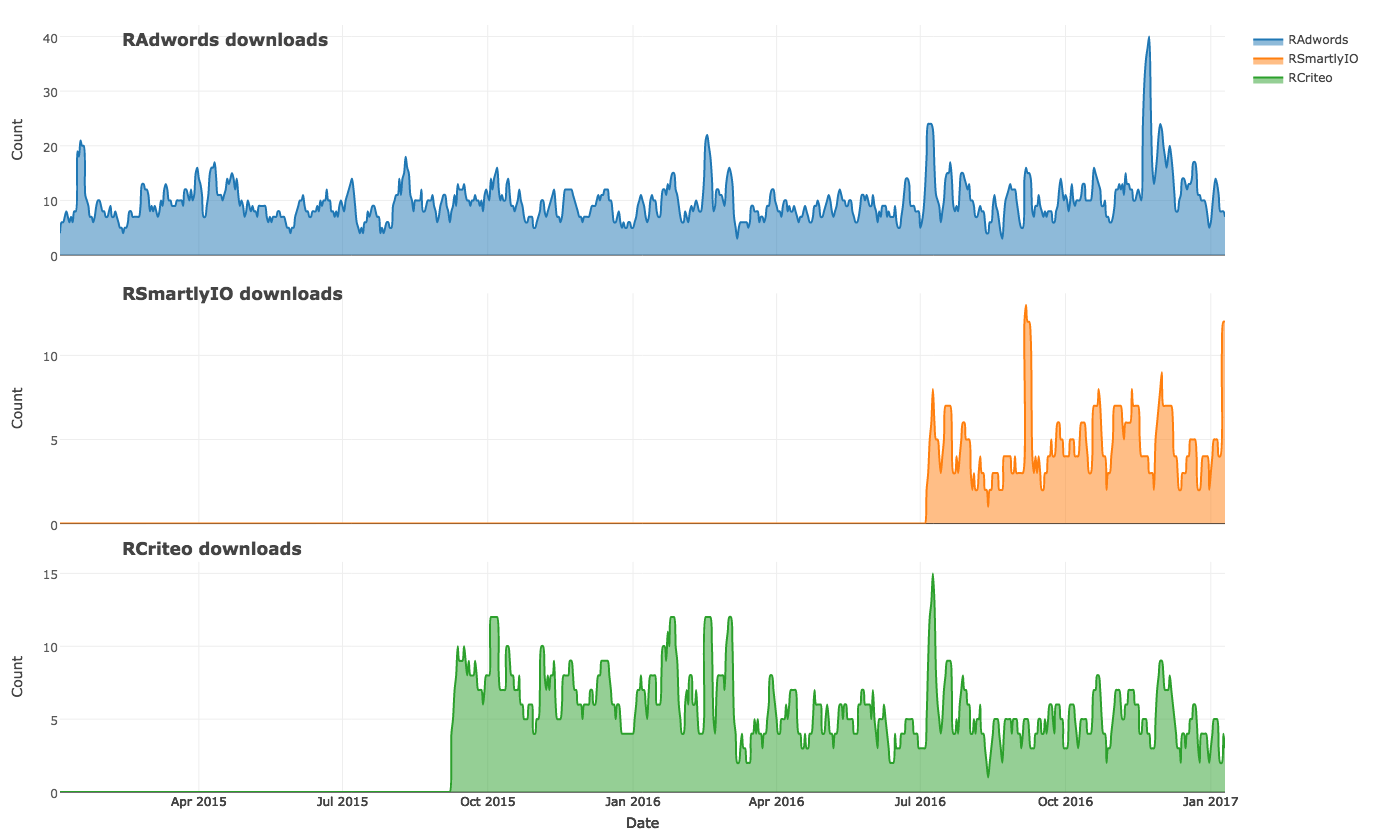 RAdwords downloads
40
30
20
10
0
Count
RAdwords
RSmartlyIO
RCriteo
RSmartlyIO downloads
10
5
0
Count
RCriteo downloads
15
10
5
0
Count
Apr 2015 Jul 2015 Oct 2015 Jan 2016 Apr 2016 Jul 2016 Oct 2016 Jan 2017
Date